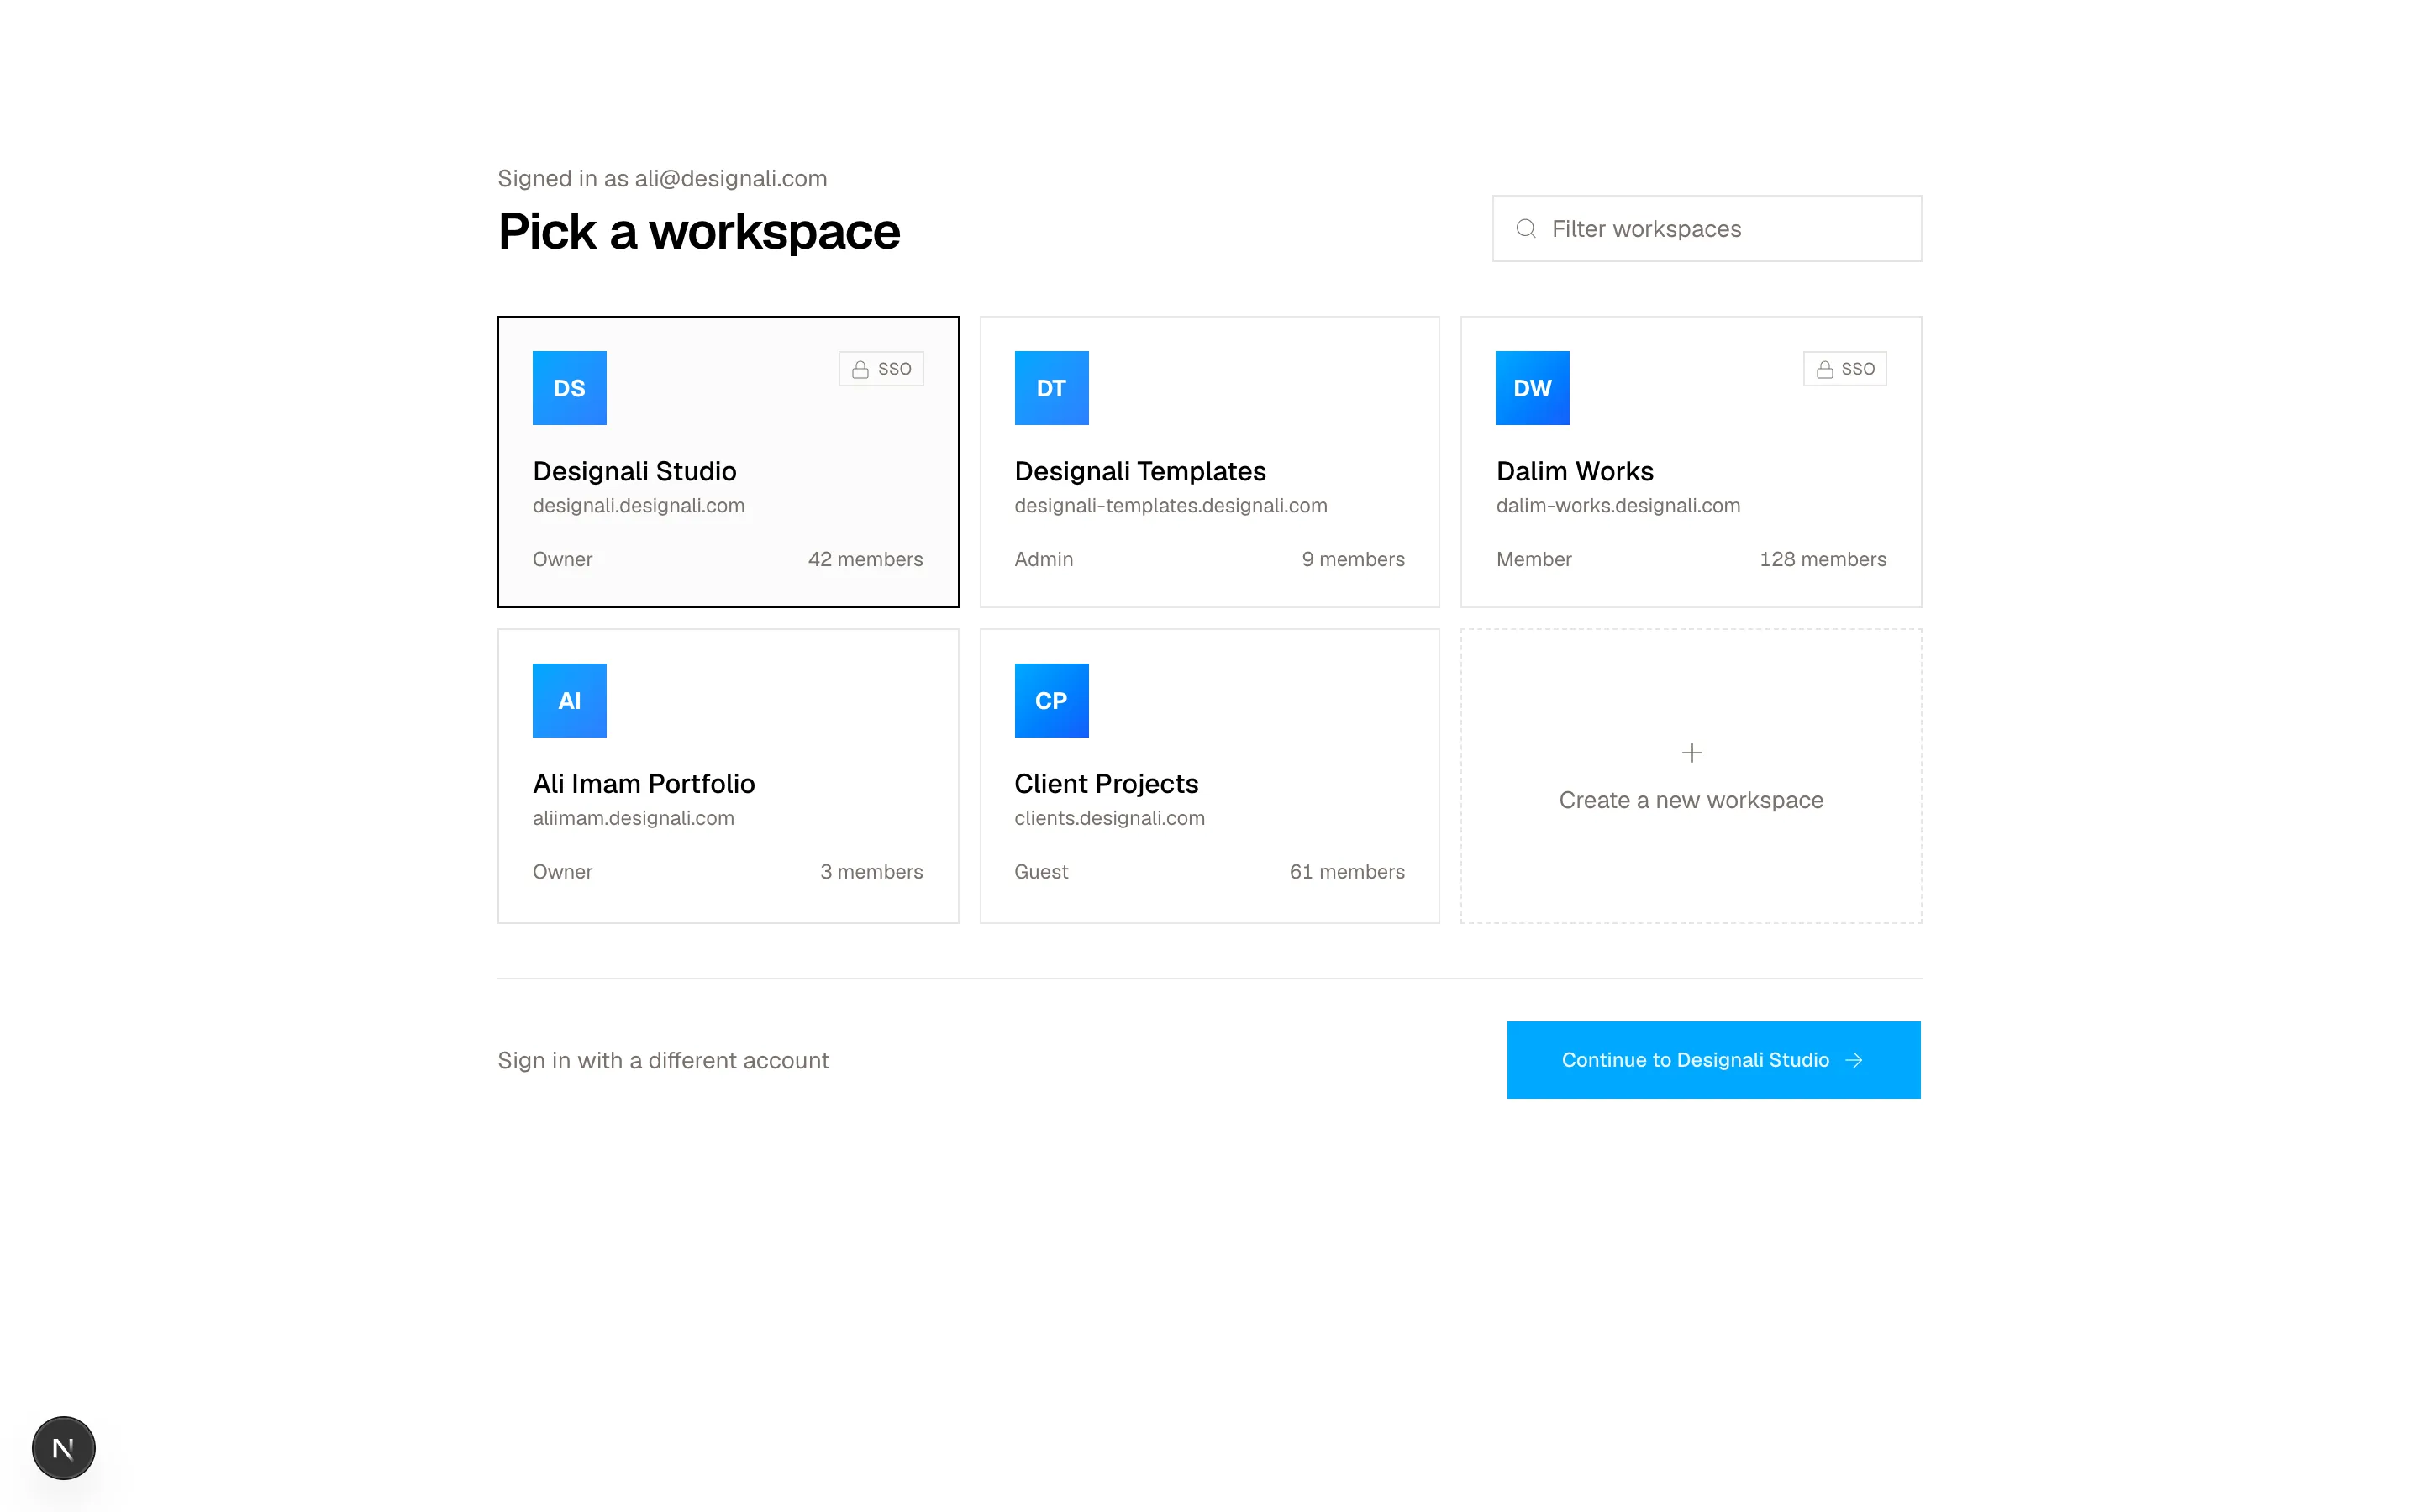 Signed in as ali@designali.com
Pick a workspace
Filter workspaces
DS
SSO
Designali Studio
designali.designali.com
Owner
42 members
DT
Designali Templates
designali-templates.designali.com
Admin
9 members
DW
SSO
Dalim Works
dalim-works.designali.com
Member
128 members
AI
Ali Imam Portfolio
aliimam.designali.com
Owner
3 members
CP
Client Projects
clients.designali.com
Guest
61 members
Create a new workspace
Sign in with a different account
Continue to Designali Studio
N